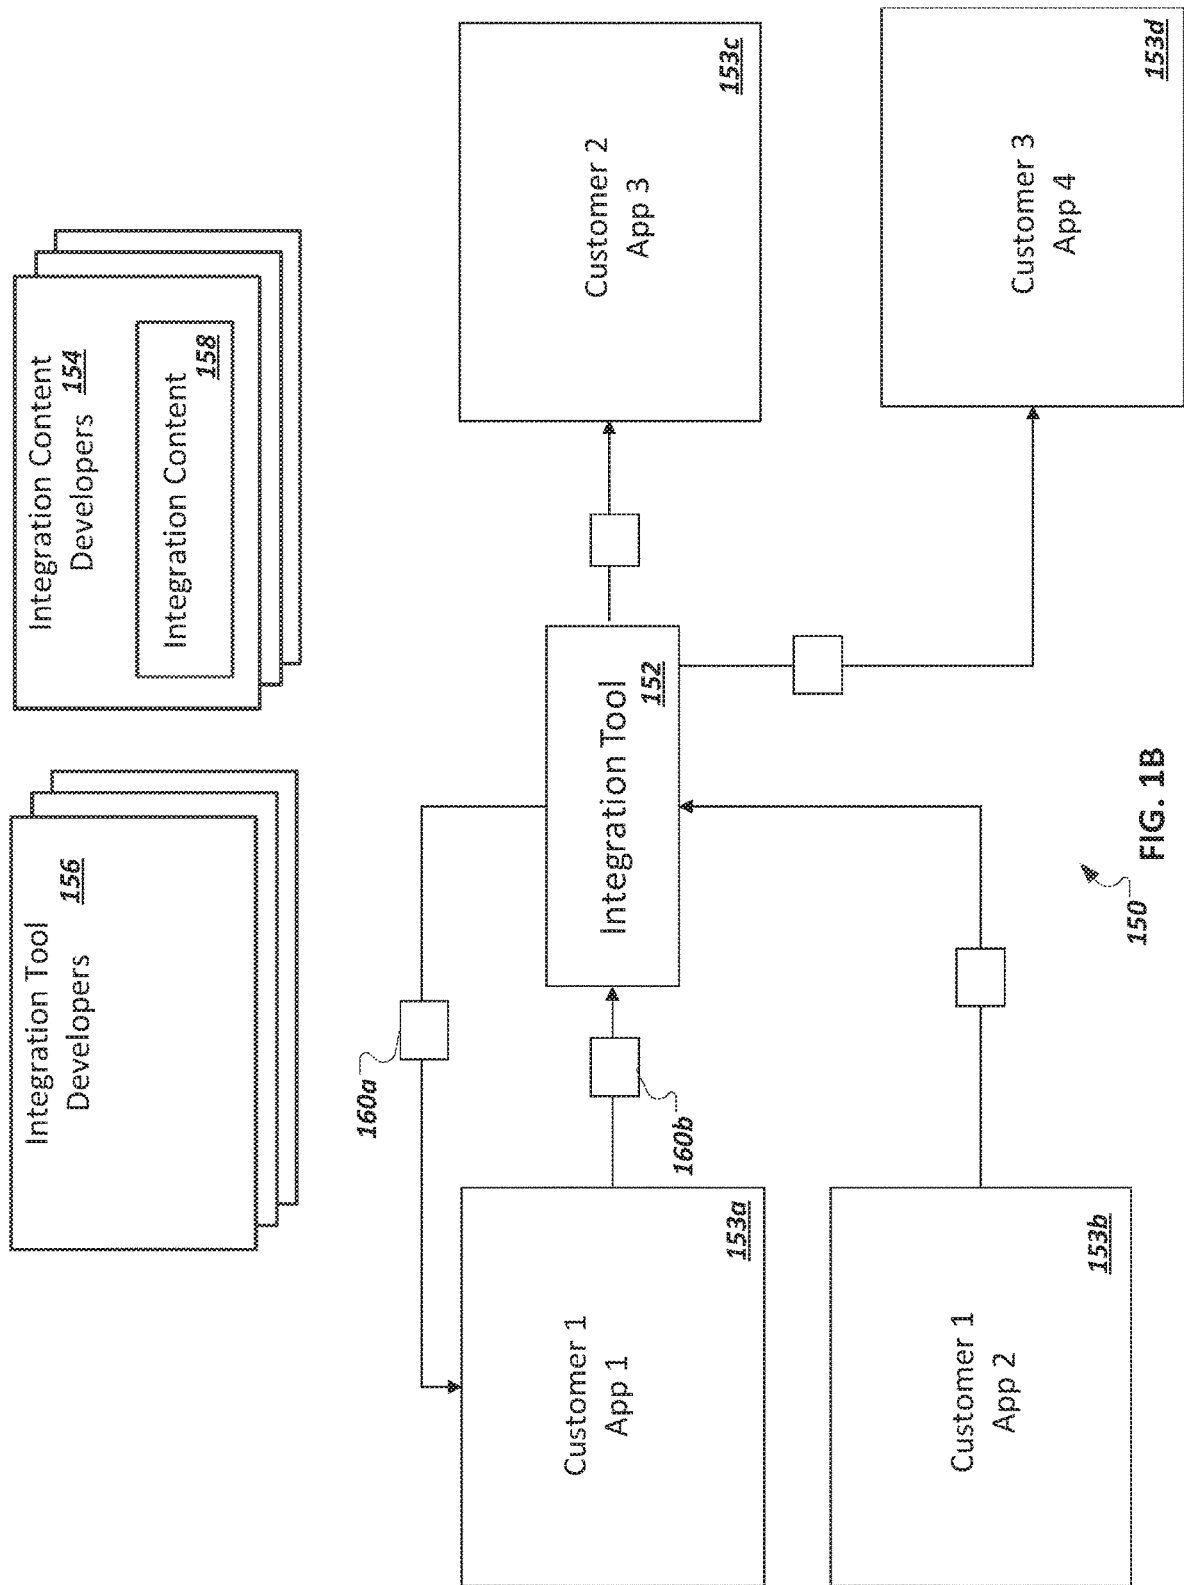 Integration Tool
Developers
156
Integration Content
Developers
154
Integration Content
158
160a
160b
Customer 1
App 1
153a
Integration Tool
152
Customer 2
App 3
153c
Customer 1
App 2
153b
Customer 3
App 4
153d
150
FIG. 1B